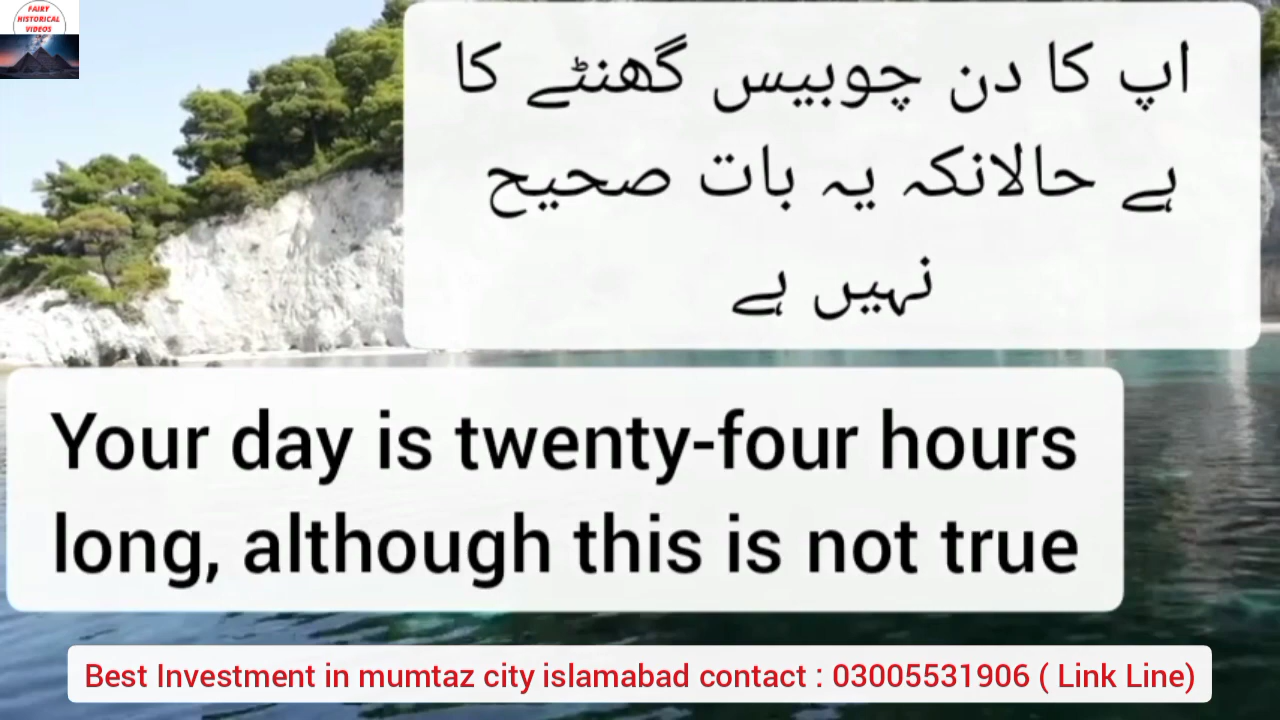 FAIRY
HISTORICAL
VIDEOS
اپ کا دن چوبیس گھنٹے کا
ہے حالانکہ یہ بات صحیح
نہیں ہے
Your day is twenty-four hours
long, although this is not true
Best Investment in mumtaz city islamabad contact : 03005531906 ( Link Line)